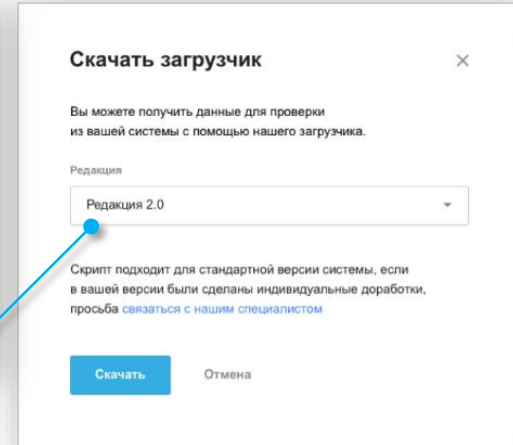 Скачать загрузчик
Вы можете получить данные для проверки
из вашей системы с помощью нашего загрузчика.
Редакция
Редакция 2.0
Скрипт подходит для стандартной версии системы, если
в вашей версии были сделаны индивидуальные доработки,
просьба связаться с нашим специалистом
Скачать Отмена